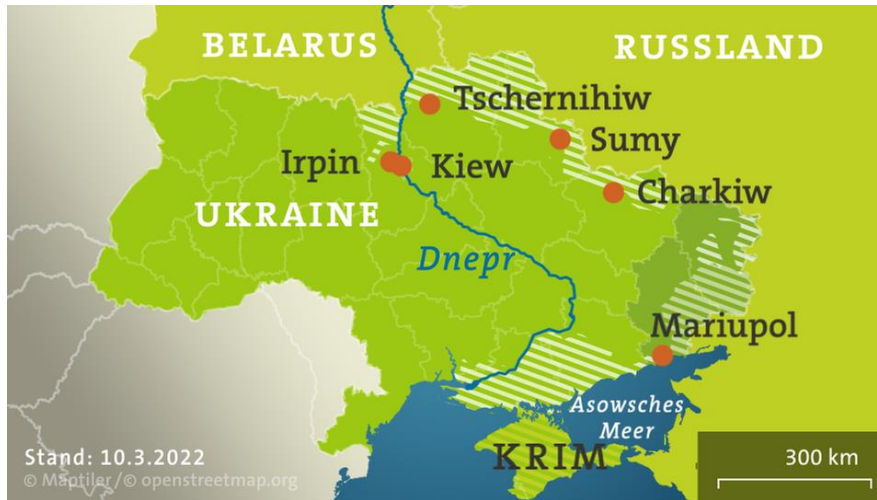 BELARUS
RUSSLAND
Tschernihiw
Sumy
Irpin
Kiew
Charkiw
UKRAINE
Dnepr
Mariupol
Asowsches
Meer
KRIM
Stand: 10.3.2022
© Maptiler/© openstreetmap.org
300 km